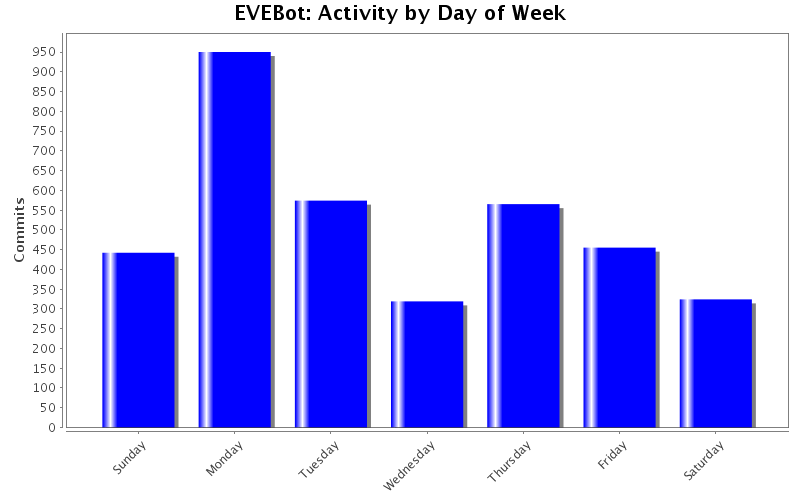 EVEBot: Activity by Day of Week
Commits
950
900
850
800
750
700
650
600
550
500
450
400
350
300
250
200
150
100
50
0
Sunday
Monday
Tuesday
Wednesday
Thursday
Friday
Saturday